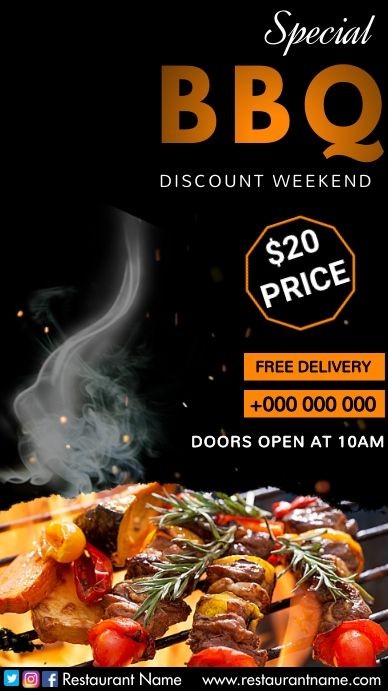 Special
BBQ
DISCOUNT WEEKEND
$20
PRICE
FREE DELIVERY
+000 000 000
DOORS OPEN AT 10AM
Restaurant Name www.restaurantname.com